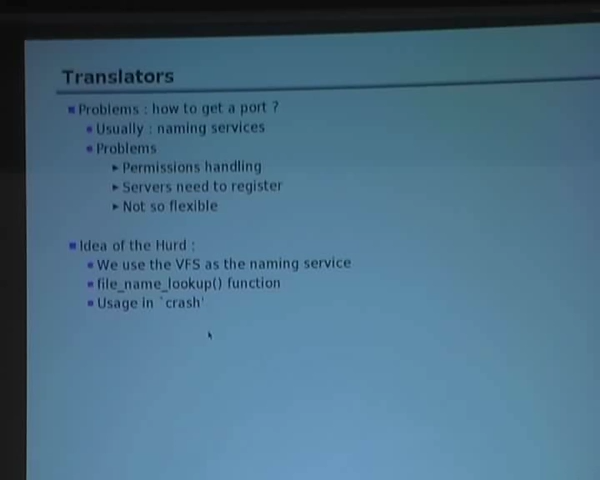 Translators
Problems : how to get a port ?
Usually : naming services
Problems
Permissions handling
Servers need to register
Not so flexible
Idea of the Hurd :
We use the VFS as the naming service
file_name_lookup() function
Usage in `crash'